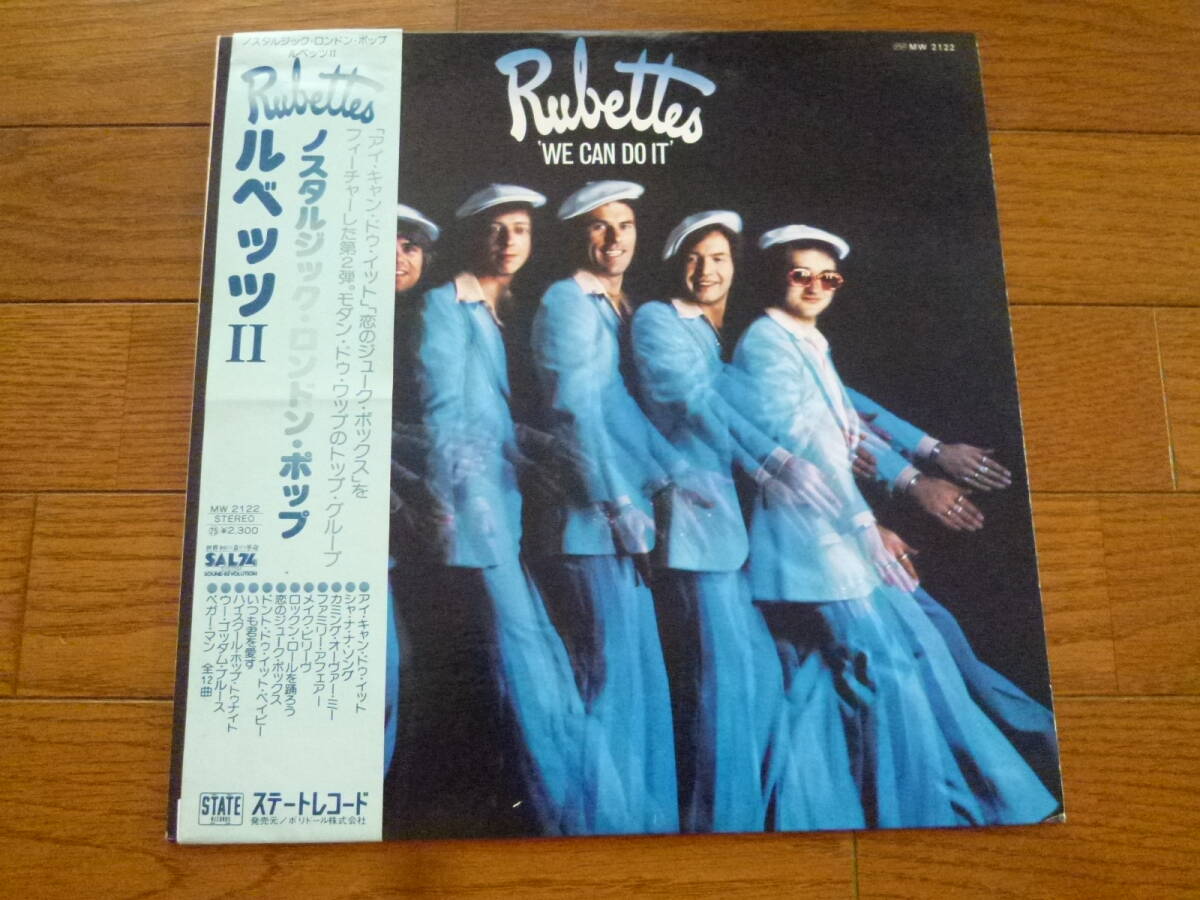 ノスタルジック・ロンドン・ポップ
ルベッツII
Rubettes
「アイ・キャン・ドゥ・イット」「恋のジューク・ボックス」を
フィーチャーした第2弾。モダン・ドゥ・ワップのトップ・グループ
ノスタルジック・ロンドン・ポップ
ルベッツII
MW 2122
STEREO
¥2,300
SAL74
SOUND REVOLUTION
●アイ・キャン・ドゥ・イット
●シャ・ナ・ナ・ソング
●カミング・オーヴァー・ミー
●ファミリー・アフェアー
●メイク・ビリーヴ
●ロックン・ロールを踊ろう
●恋のジューク・ボックス
●ドント・ドゥ・イット・ベイビー
●いつも君を愛す
●ハイスクール・ホップ・トゥナイト
●ウー・ゴッダム・ブルース
●ベガー・マン 全12曲
STATE
RECORDS
ステートレコード
発売元/ポリドール株式会社
Rubettes
'WE CAN DO IT'
MW 2122